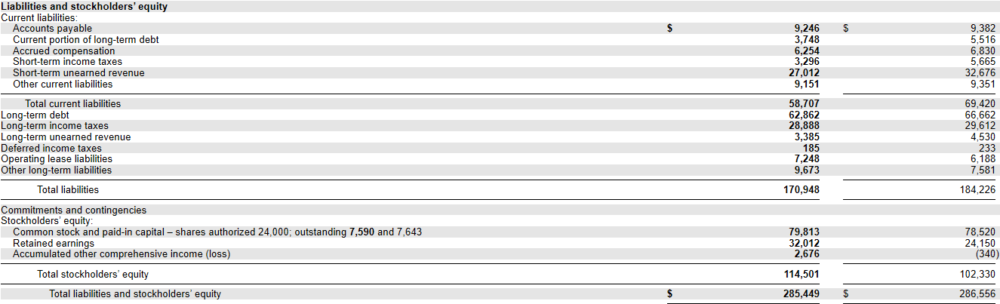 Liabilities and stockholders’ equity
Current liabilities:
Accounts payable $ 9,246 $ 9,382
Current portion of long-term debt 3,748 5,516
Accrued compensation 6,254 6,830
Short-term income taxes 3,296 5,665
Short-term unearned revenue 27,012 32,676
Other current liabilities 9,151 9,351
Total current liabilities 58,707 69,420
Long-term debt 62,862 66,662
Long-term income taxes 28,888 29,612
Long-term unearned revenue 3,385 4,530
Deferred income taxes 185 233
Operating lease liabilities 7,248 6,188
Other long-term liabilities 9,673 7,581
Total liabilities 170,948 184,226
Commitments and contingencies
Stockholders’ equity:
Common stock and paid-in capital – shares authorized 24,000; outstanding 7,590 and 7,643 79,813 78,520
Retained earnings 32,012 24,150
Accumulated other comprehensive income (loss) 2,676 (340)
Total stockholders’ equity 114,501 102,330
Total liabilities and stockholders’ equity $ 285,449 $ 286,556